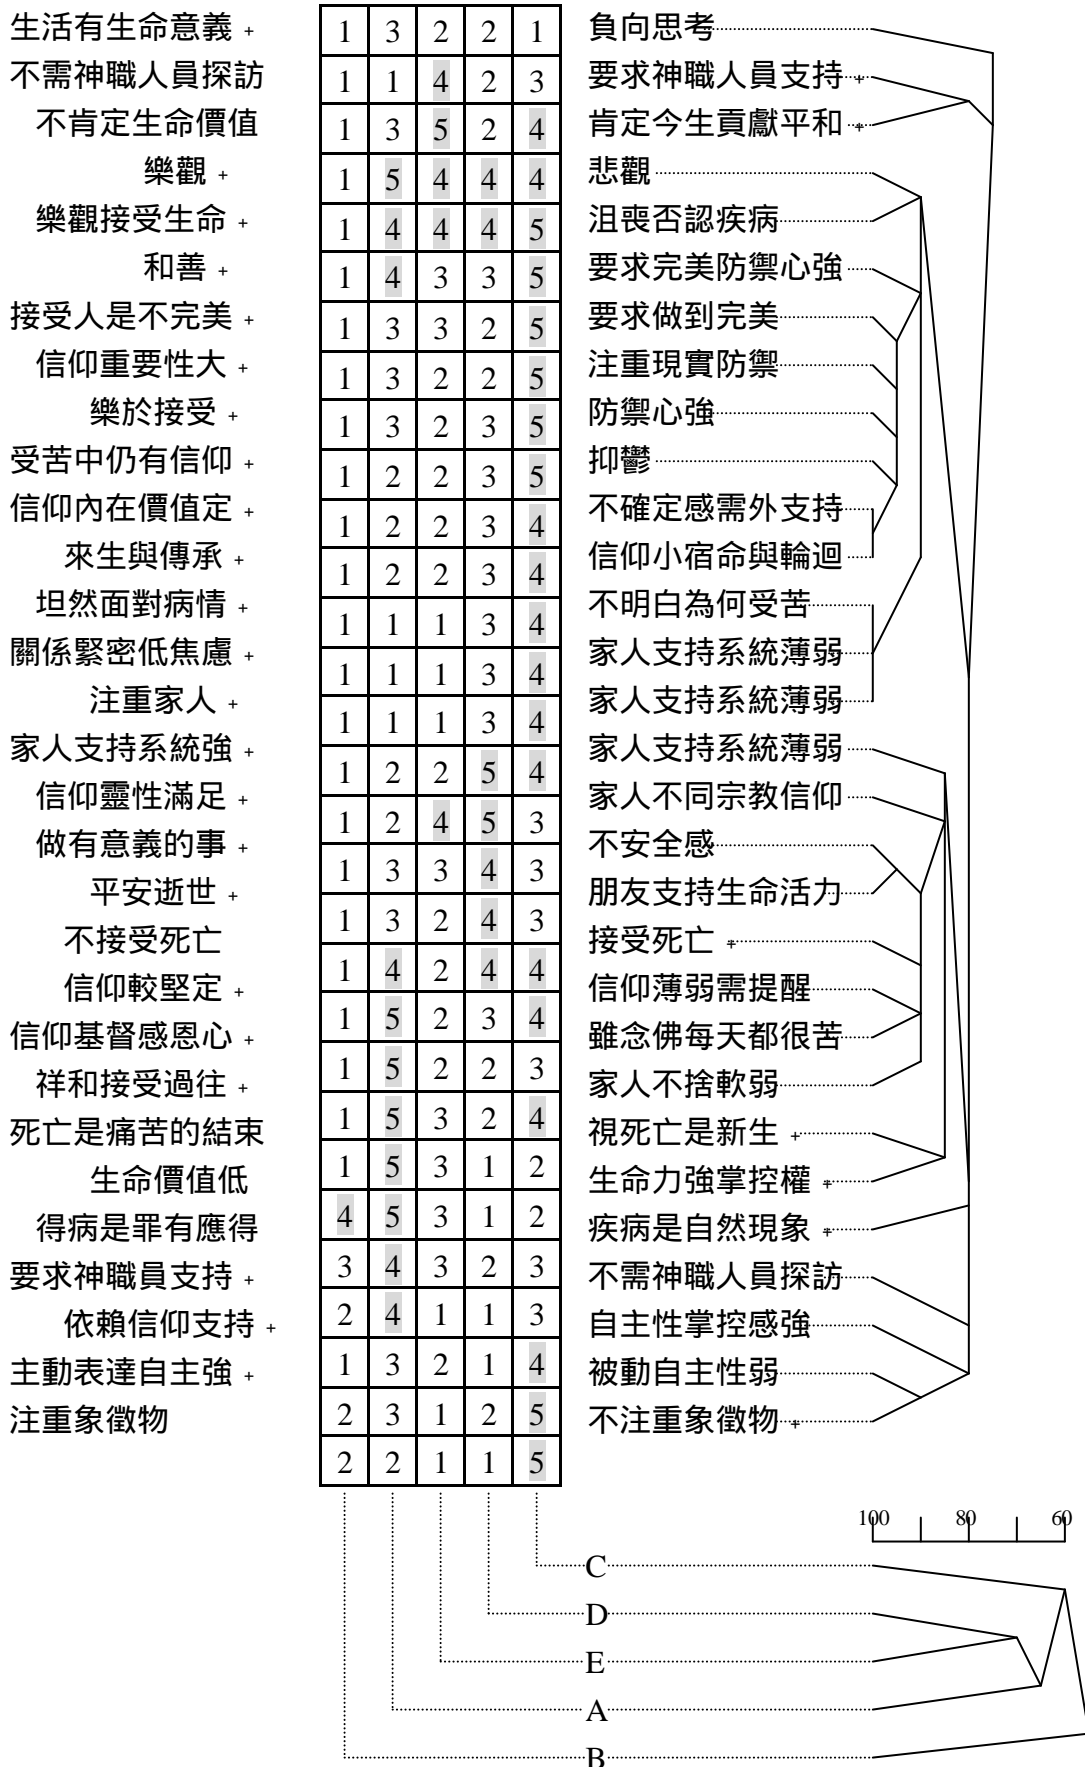 生活有生命意義 + 1 3 2 2 1 負向思考
不需神職人員探訪 1 1 4 2 3 要求神職人員支持 +
不肯定生命價值 1 3 5 2 4 肯定今生貢獻平和 +
樂觀 + 1 5 4 4 4 悲觀
樂觀接受生命 + 1 4 4 4 5 沮喪否認疾病
和善 + 1 4 3 3 5 要求完美防禦心強
接受人是不完美 + 1 3 3 2 5 要求做到完美
信仰重要性大 + 1 3 2 2 5 注重現實防禦
樂於接受 + 1 3 2 3 5 防禦心強
受苦中仍有信仰 + 1 2 2 3 5 抑鬱
信仰內在價值定 + 1 2 2 3 4 不確定感需外支持
來生與傳承 + 1 2 2 3 4 信仰小宿命與輪迴
坦然面對病情 + 1 1 1 3 4 不明白為何受苦
關係緊密低焦慮 + 1 1 1 3 4 家人支持系統薄弱
注重家人 + 1 1 1 3 4 家人支持系統薄弱
家人支持系統強 + 1 2 2 5 4 家人支持系統薄弱
信仰靈性滿足 + 1 2 4 5 3 家人不同宗教信仰
做有意義的事 + 1 3 3 4 3 不安全感
平安逝世 + 1 3 2 4 3 朋友支持生命活力
不接受死亡 1 4 2 4 4 接受死亡 +
信仰較堅定 + 1 5 2 3 4 信仰薄弱需提醒
信仰基督感恩心 + 1 5 2 2 3 雖念佛每天都很苦
祥和接受過往 + 1 5 3 2 4 家人不捨軟弱
死亡是痛苦的結束 1 5 3 1 2 視死亡是新生 +
生命價值低 4 5 3 1 2 生命力強掌控權 +
得病是罪有應得 3 4 3 2 3 疾病是自然現象 +
要求神職員支持 + 2 4 1 1 3 不需神職人員探訪
依賴信仰支持 + 1 3 2 1 4 自主性掌控感強
主動表達自主強 + 2 3 1 2 5 被動自主性弱
注重象徵物 2 2 1 1 5 不注重象徵物 +
100 80 60
C
D
E
A
B